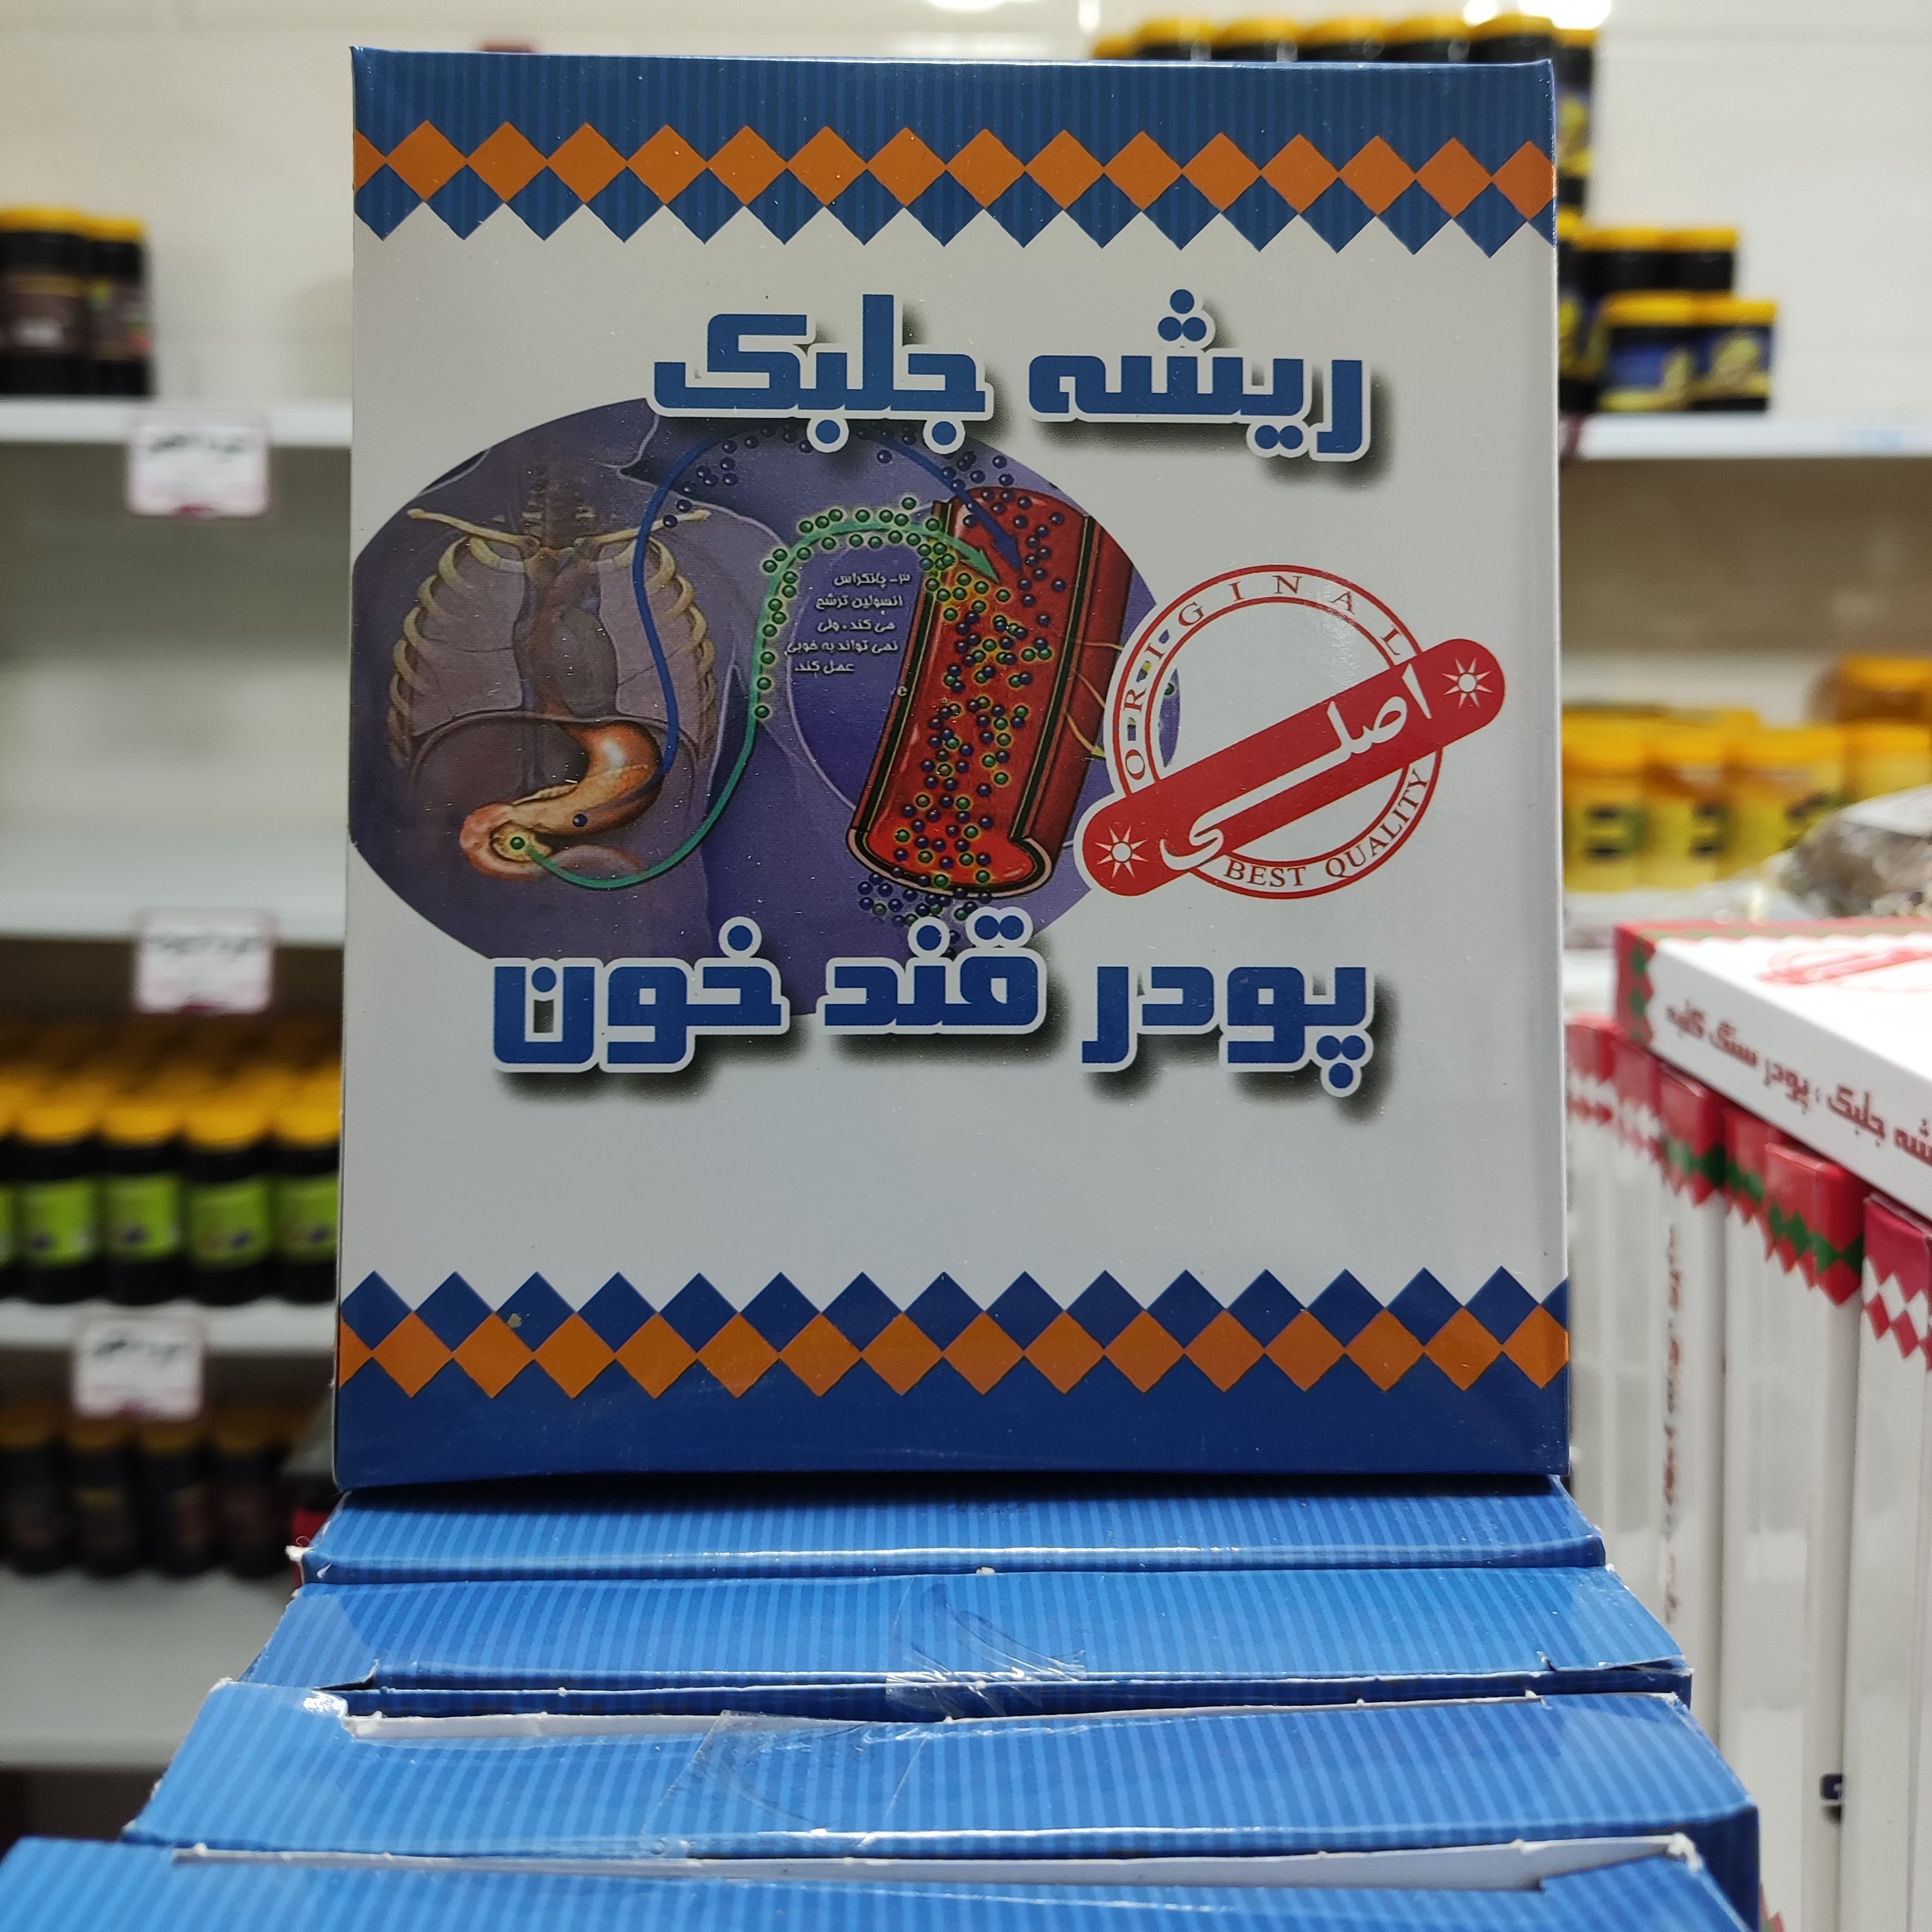 ریشه جلبک
۳- پانکراس
انسولین ترشح
می کند، ولی
نمی تواند به خوبی
عمل کند.
ORIGINAL
اصلی
BEST QUALITY
پودر قند خون
جلبک، پودر سنگ کلیه